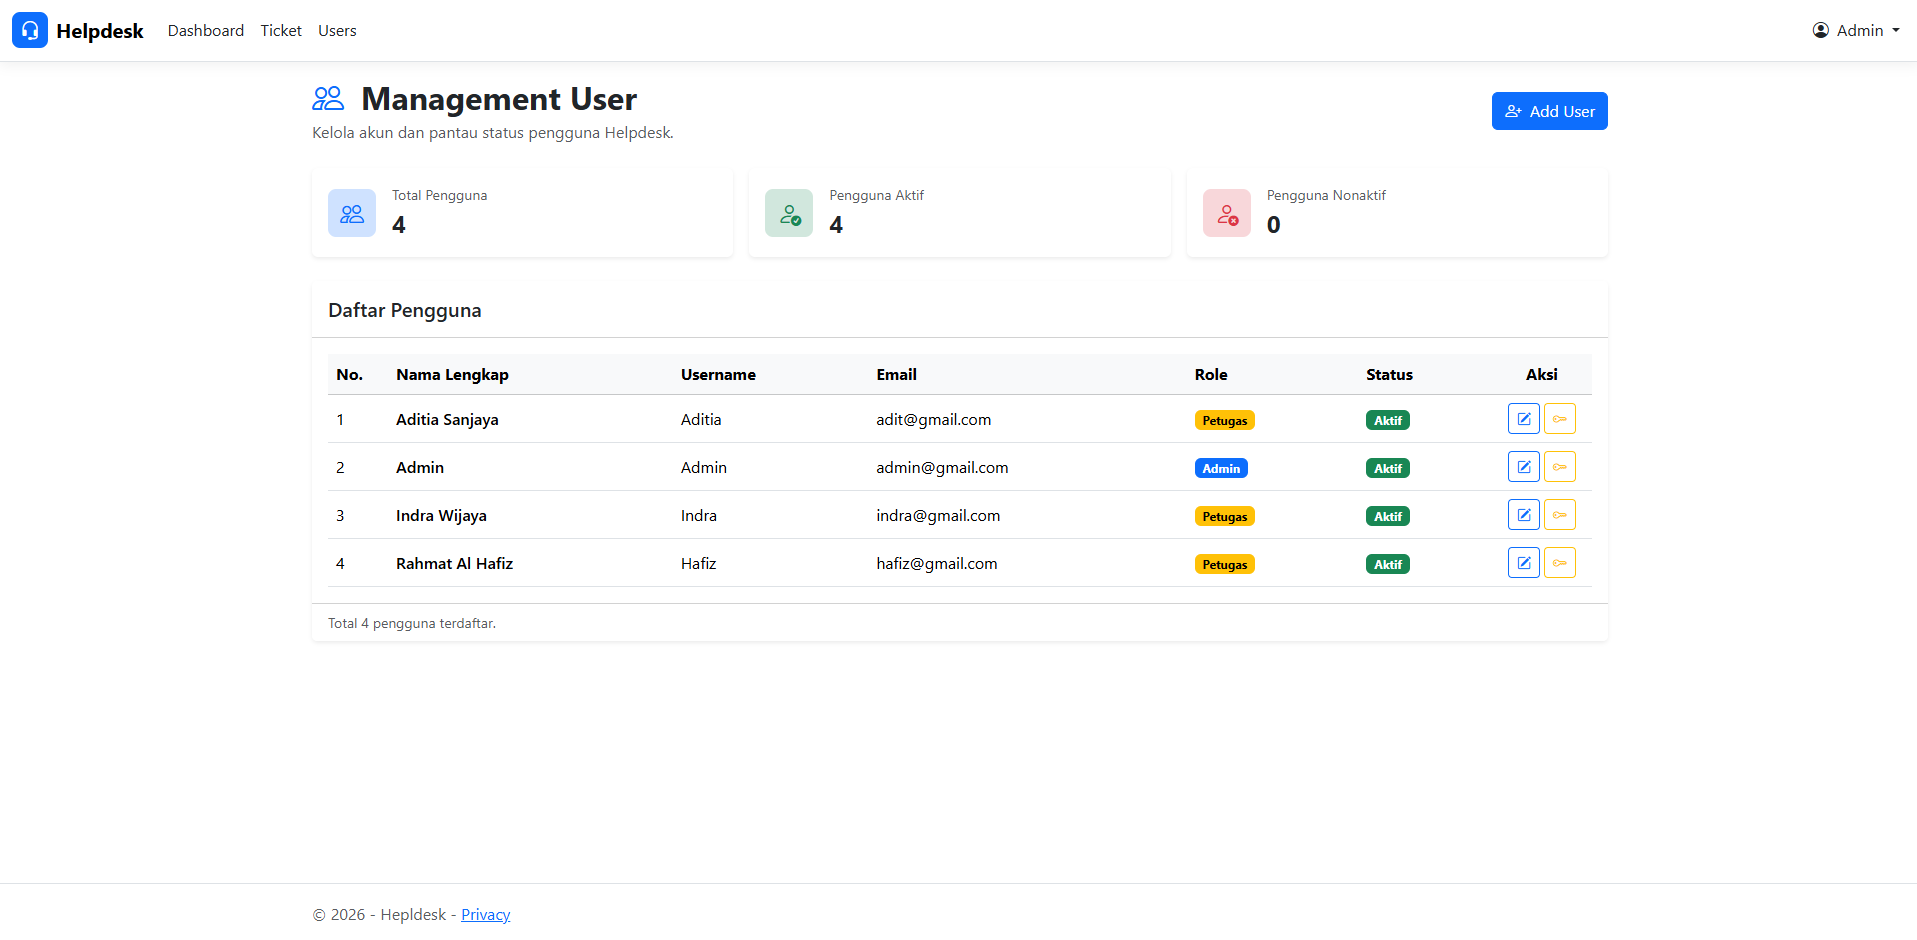 Helpdesk Dashboard Ticket Users Admin
Management User
Kelola akun dan pantau status pengguna Helpdesk.
Add User
Total Pengguna
4
Pengguna Aktif
4
Pengguna Nonaktif
0
Daftar Pengguna
No. Nama Lengkap Username Email Role Status Aksi
1 Aditia Sanjaya Aditia adit@gmail.com Petugas Aktif
2 Admin Admin admin@gmail.com Admin Aktif
3 Indra Wijaya Indra indra@gmail.com Petugas Aktif
4 Rahmat Al Hafiz Hafiz hafiz@gmail.com Petugas Aktif
Total 4 pengguna terdaftar.
© 2026 - Hepldesk - Privacy